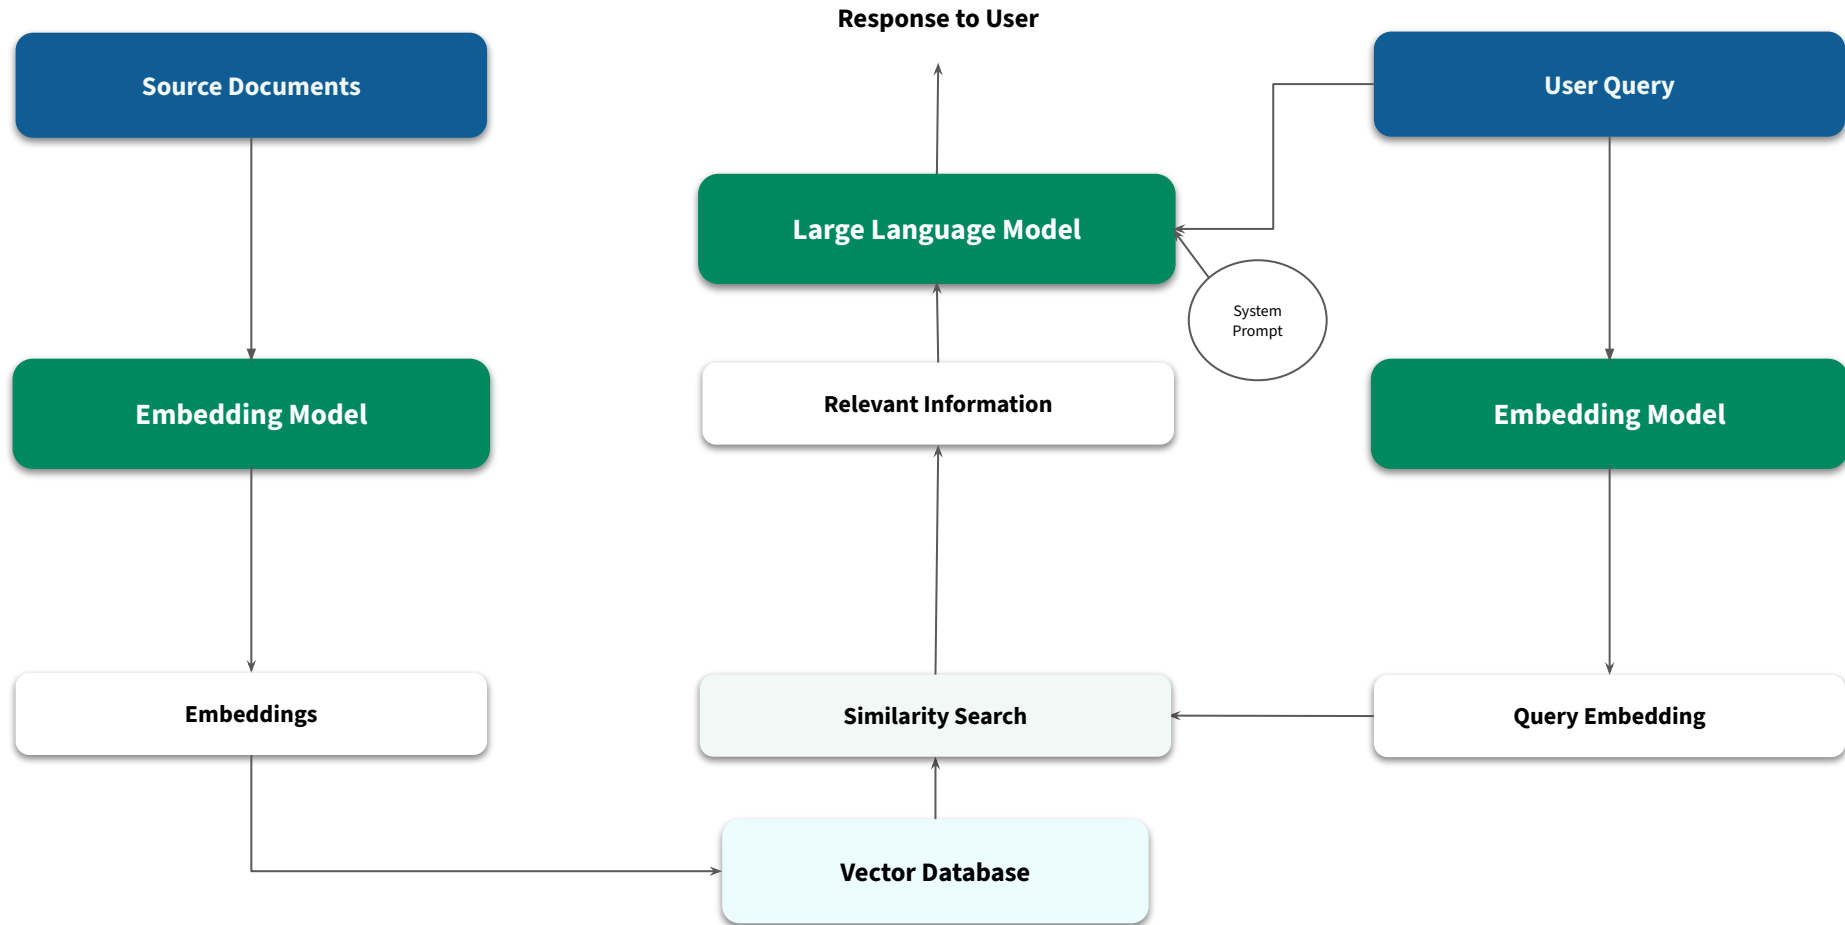 Response to User
Source Documents
User Query
Large Language Model
System
Prompt
Relevant Information
Embedding Model
Embedding Model
Embeddings
Similarity Search
Query Embedding
Vector Database